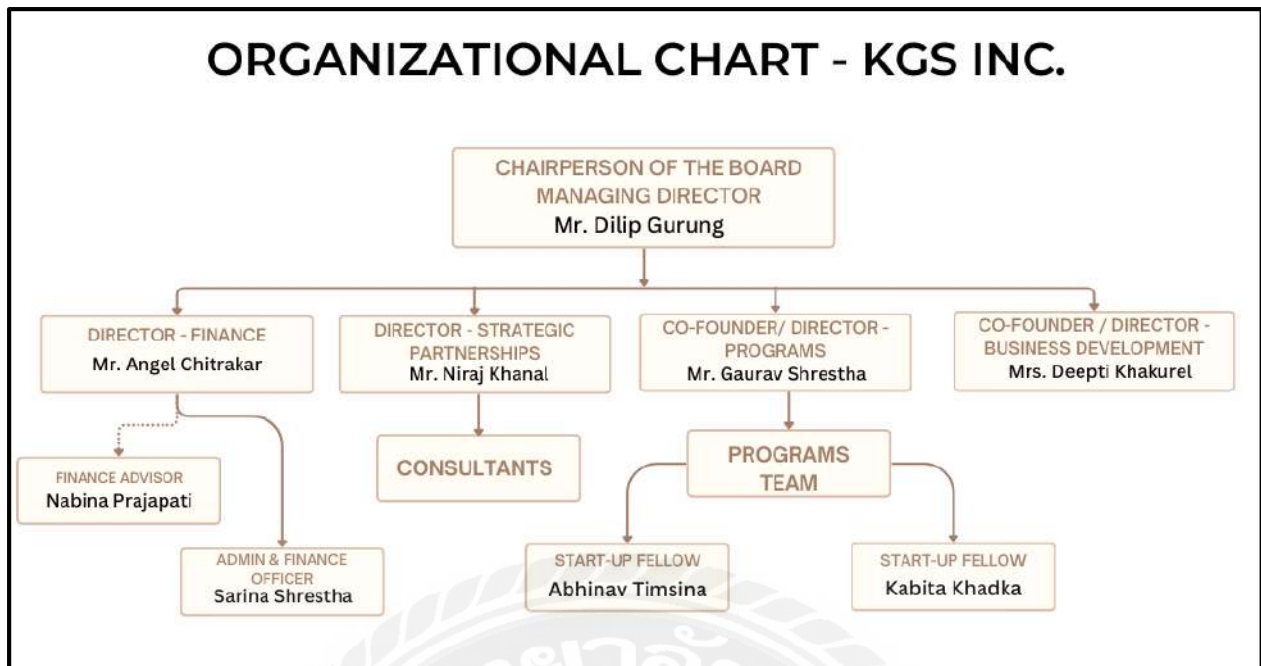 ORGANIZATIONAL CHART - KGS INC.
CHAIRPERSON OF THE BOARD
MANAGING DIRECTOR
Mr. Dilip Gurung
DIRECTOR - FINANCE
Mr. Angel Chitrakar
DIRECTOR - STRATEGIC
PARTNERSHIPS
Mr. Niraj Khanal
CO-FOUNDER/ DIRECTOR -
PROGRAMS
Mr. Gaurav Shrestha
CO-FOUNDER / DIRECTOR -
BUSINESS DEVELOPMENT
Mrs. Deepti Khakurel
FINANCE ADVISOR
Nabina Prajapati
ADMIN & FINANCE
OFFICER
Sarina Shrestha
CONSULTANTS
PROGRAMS
TEAM
START-UP FELLOW
Abhinav Timsina
START-UP FELLOW
Kabita Khadka